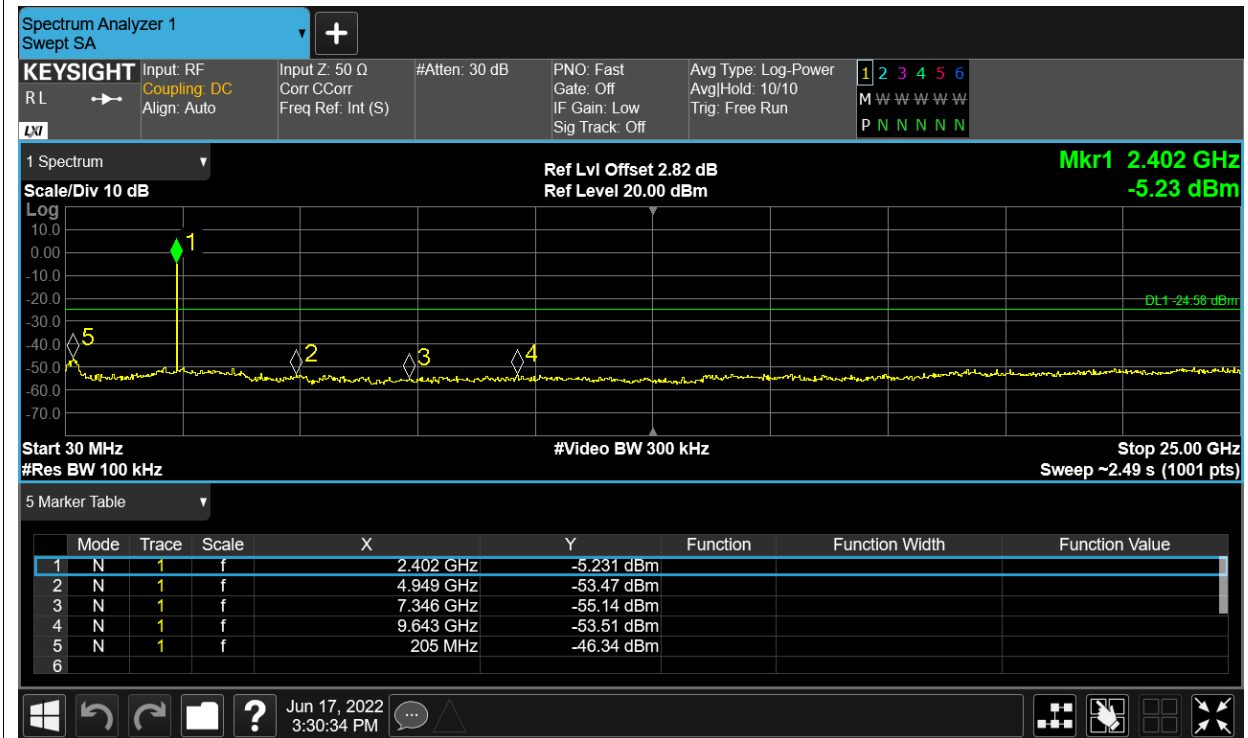 Spectrum Analyzer 1
Swept SA
+
KEYSIGHT Input: RF Input Z: 50 Ω #Atten: 30 dB PNO: Fast Avg Type: Log-Power 1 2 3 4 5 6
R L Coupling: DC Corr CCorr Gate: Off Avg|Hold: 10/10 M W W W W W
Align: Auto Freq Ref: Int (S) IF Gain: Low Trig: Free Run
LXI Sig Track: Off P N N N N N
1 Spectrum
Ref Lvl Offset 2.82 dB
Mkr1 2.402 GHz
Scale/Div 10 dB Ref Level 20.00 dBm -5.23 dBm
Log
10.0
1
0.00
-10.0
-20.0
DL1 -24.58 dBm
-30.0
5
-40.0
2 3 4
-50.0
-60.0
-70.0
Start 30 MHz #Video BW 300 kHz Stop 25.00 GHz
#Res BW 100 kHz Sweep ~2.49 s (1001 pts)
5 Marker Table
Mode Trace Scale X Y Function Function Width Function Value
1 N 1 f 2.402 GHz -5.231 dBm
2 N 1 f 4.949 GHz -53.47 dBm
3 N 1 f 7.346 GHz -55.14 dBm
4 N 1 f 9.643 GHz -53.51 dBm
5 N 1 f 205 MHz -46.34 dBm
6
? Jun 17, 2022
3:30:34 PM